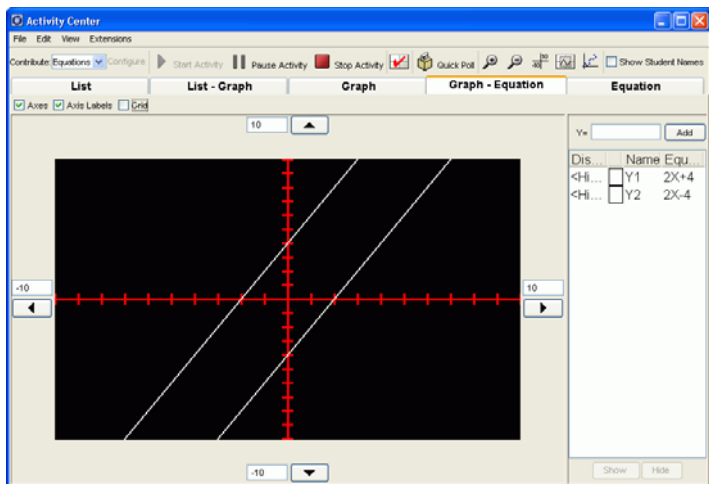 Activity Center
File Edit View Extensions
Contribute: Equations Configure Start Activity Pause Activity Stop Activity Quick Poll Show Student Names
List List - Graph Graph Graph - Equation Equation
Axes Axis Labels Grid
10
Y= Add
Dis... Name Equ...
<Hi... Y1 2X+4
<Hi... Y2 2X-4
-10 10
-10
Show Hide